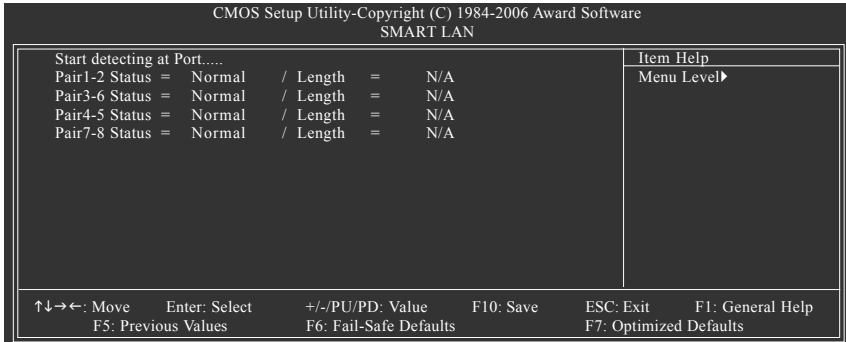 CMOS Setup Utility-Copyright (C) 1984-2006 Award Software
SMART LAN
Start detecting at Port.....
Pair1-2 Status = Normal / Length = N/A
Pair3-6 Status = Normal / Length = N/A
Pair4-5 Status = Normal / Length = N/A
Pair7-8 Status = Normal / Length = N/A
Item Help
Menu Level▶
↑↓→←: Move Enter: Select +/-/PU/PD: Value F10: Save ESC: Exit F1: General Help
F5: Previous Values F6: Fail-Safe Defaults F7: Optimized Defaults